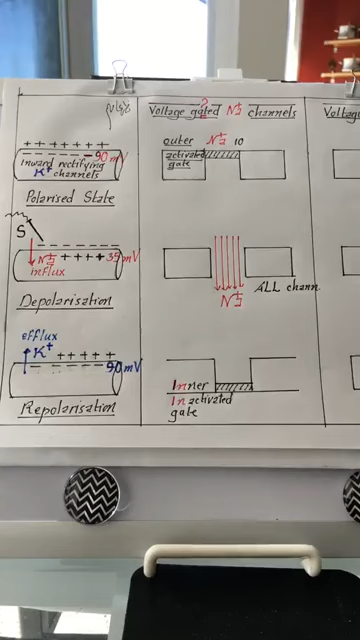 Voltage gated Na+ channels
?
+ + + + + + +
− − − − − − − 90 mV
Inward rectifying
K+ channels
Polarised State
outer Na+ 10
activated
gate
S
− − − − − − −
Na+ + + + + 35 mV
influx
Depolarisation
Na+
ALL chann
efflux
K+ + + + + +
− − − − − − 90 mV
Repolarisation
Inner
Inactivated
gate